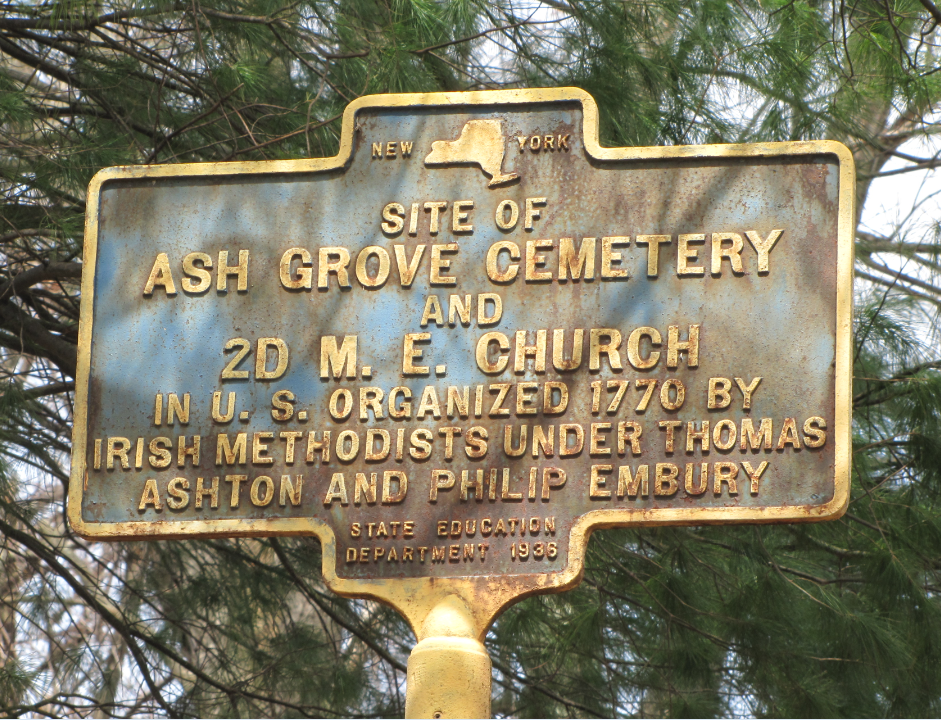 NEW YORK
SITE OF
ASH GROVE CEMETERY
AND
2D M. E. CHURCH
IN U. S. ORGANIZED 1770 BY
IRISH METHODISTS UNDER THOMAS
ASHTON AND PHILIP EMBURY
STATE EDUCATION
DEPARTMENT 1936